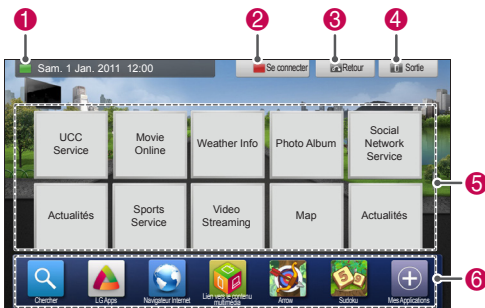 1 2 3 4
Sam. 1 Jan. 2011 12:00 Se connecter Retour Sortie
UCC Service
Movie Online
Weather Info
Photo Album
Social Network Service
5
Actualités
Sports Service
Video Streaming
Map
Actualités
6
Chercher
LG Apps
Navigateur Internet
Lien vers le contenu multimédia
Arrow
Sudoku
Mes Applications